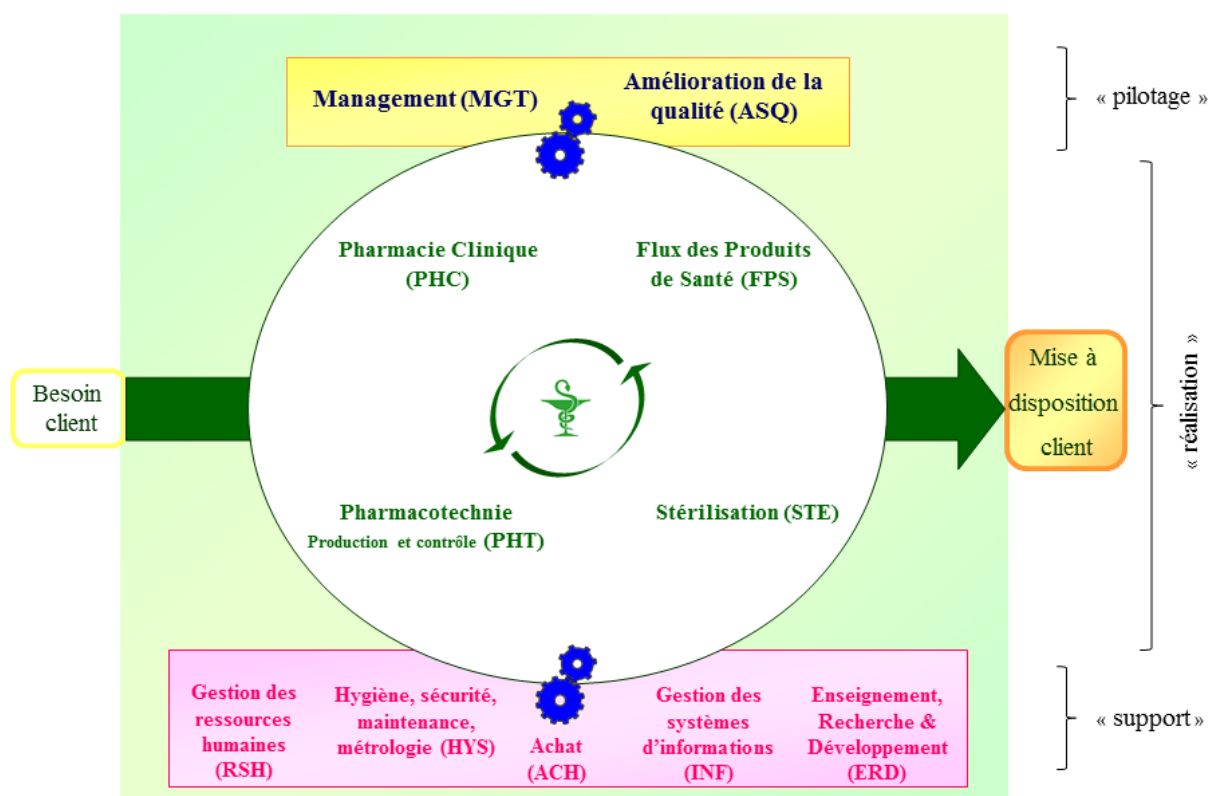 Management (MGT)
Amélioration de la
qualité (ASQ)
« pilotage »
Pharmacie Clinique
(PHC)
Flux des Produits
de Santé (FPS)
Besoin
client
Mise à
disposition
client
« réalisation »
Pharmacotechnie
Production et contrôle (PHT)
Stérilisation (STE)
Gestion des
ressources
humaines
(RSH)
Hygiène, sécurité,
maintenance,
métrologie (HYS)
Achat
(ACH)
Gestion des
systèmes
d’informations
(INF)
Enseignement,
Recherche &
Développement
(ERD)
« support »